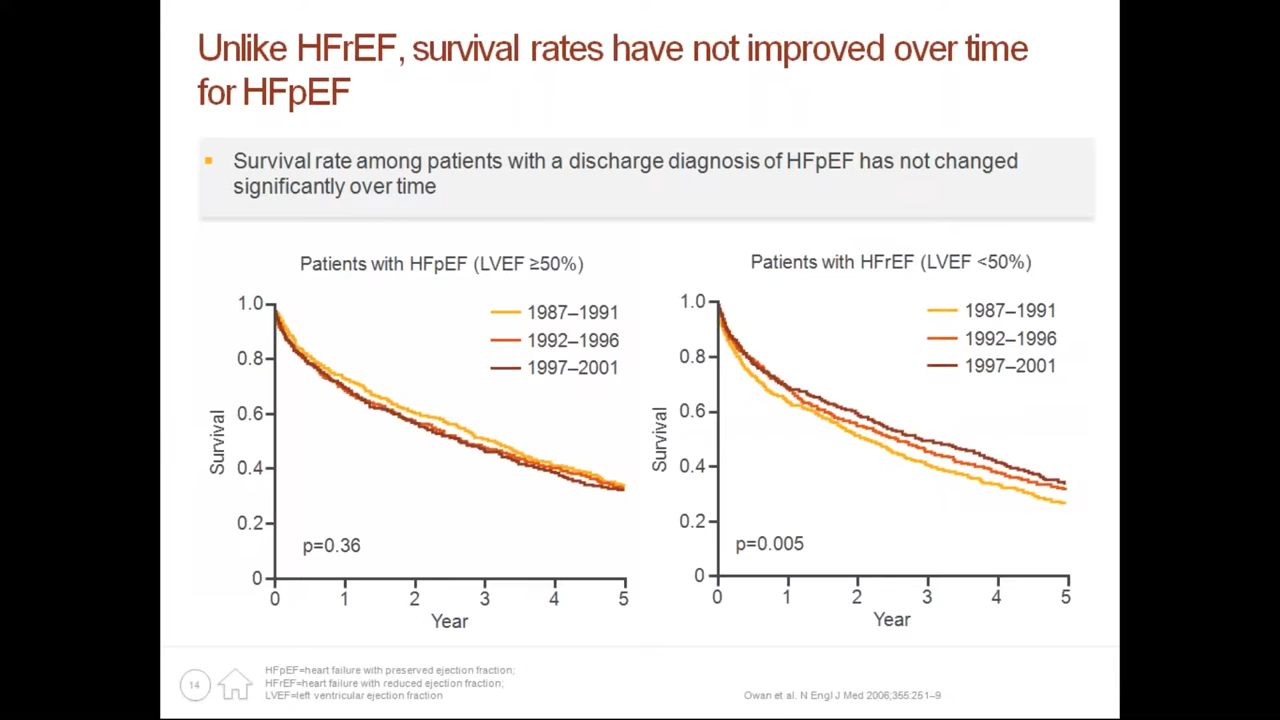 Unlike HFrEF, survival rates have not improved over time
for HFpEF
▪ Survival rate among patients with a discharge diagnosis of HFpEF has not changed
significantly over time
Patients with HFpEF (LVEF ≥50%)
1.0
0.8
0.6
0.4
0.2
0
Survival
1987–1991
1992–1996
1997–2001
p=0.36
0 1 2 3 4 5
Year
Patients with HFrEF (LVEF <50%)
1.0
0.8
0.6
0.4
0.2
0
Survival
1987–1991
1992–1996
1997–2001
p=0.005
0 1 2 3 4 5
Year
14
HFpEF=heart failure with preserved ejection fraction;
HFrEF=heart failure with reduced ejection fraction;
LVEF=left ventricular ejection fraction
Owan et al. N Engl J Med 2006;355:251–9